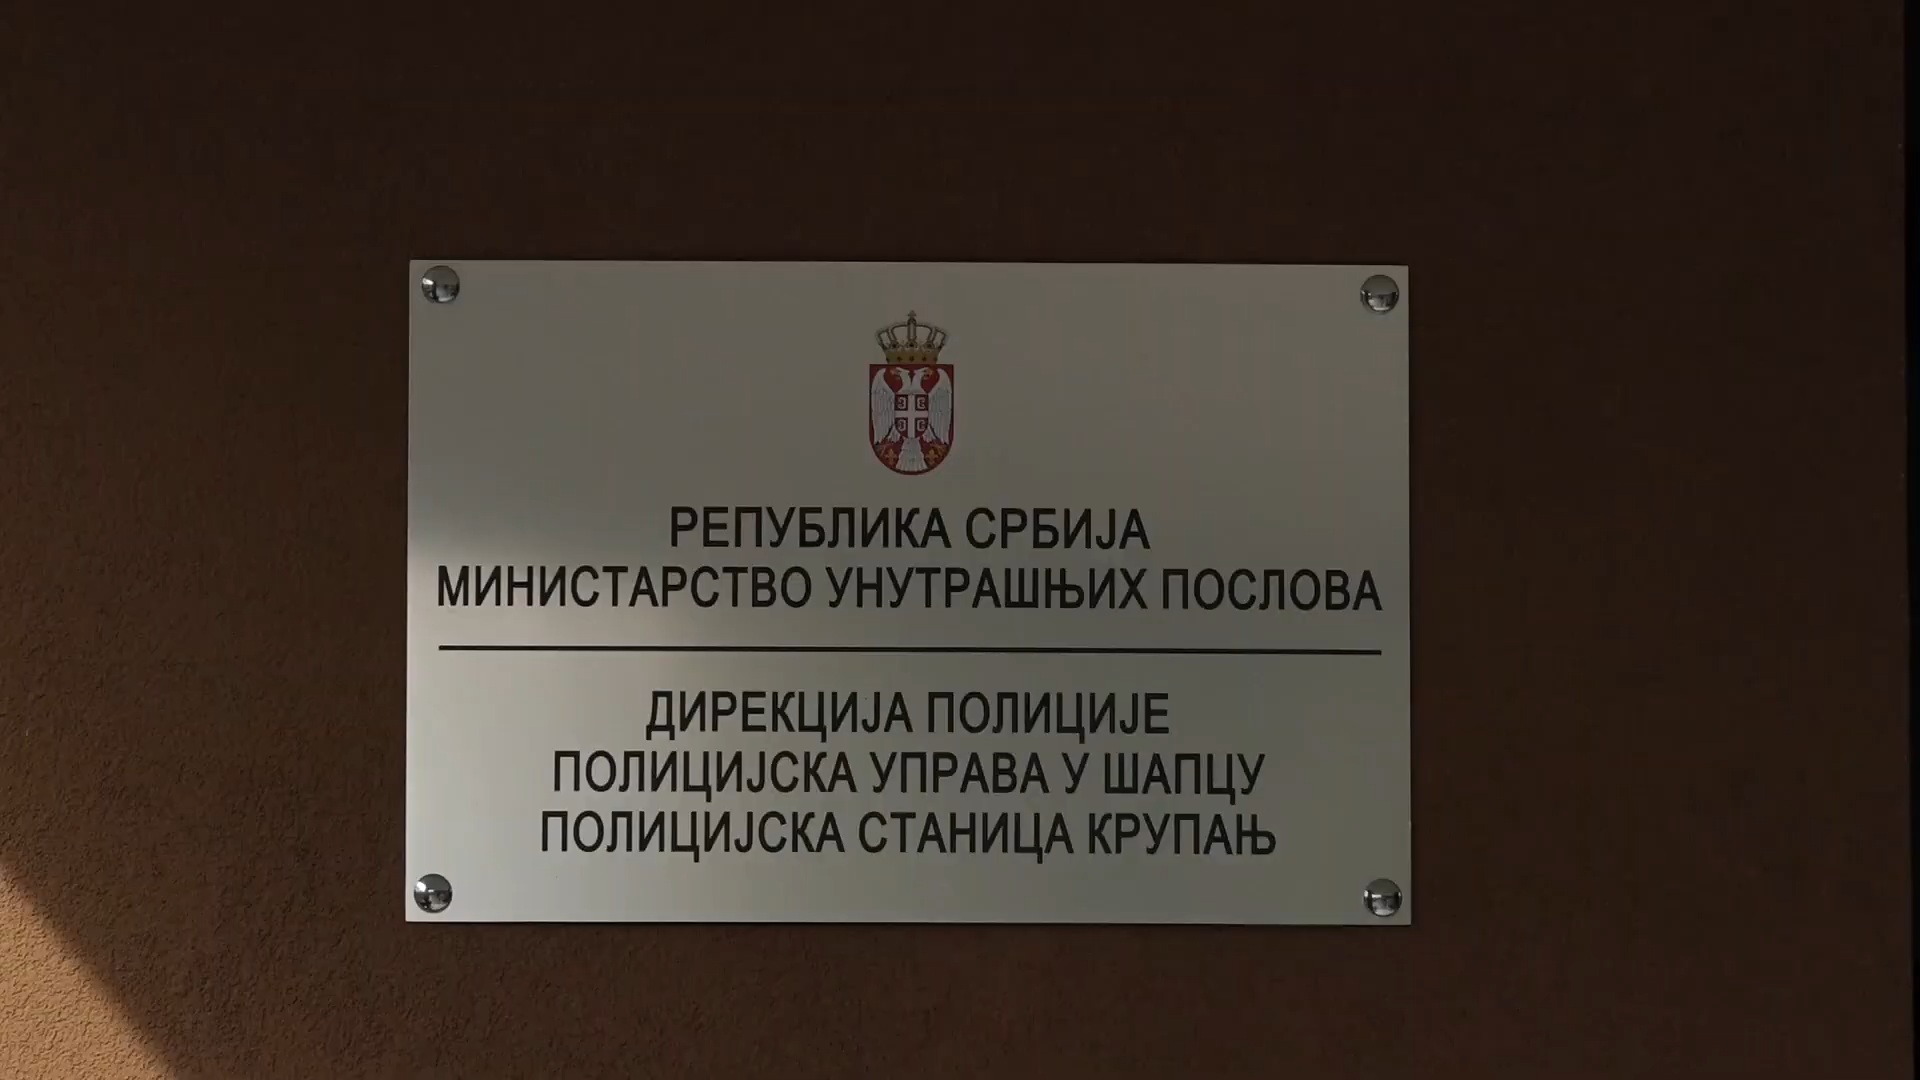 РЕПУБЛИКА СРБИЈА
МИНИСТАРСТВО УНУТРАШЊИХ ПОСЛОВА
ДИРЕКЦИЈА ПОЛИЦИЈЕ
ПОЛИЦИЈСКА УПРАВА У ШАПЦУ
ПОЛИЦИЈСКА СТАНИЦА КРУПАЊ